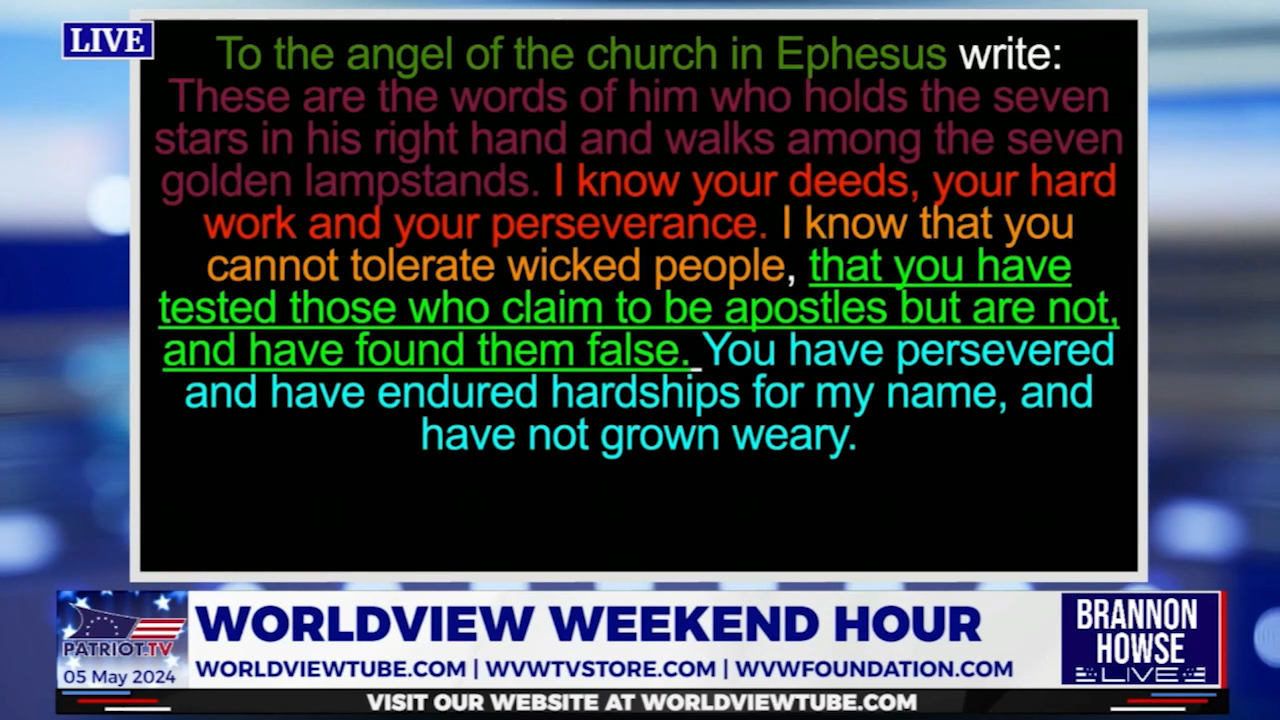 LIVE
To the angel of the church in Ephesus write:
These are the words of him who holds the seven
stars in his right hand and walks among the seven
golden lampstands. I know your deeds, your hard
work and your perseverance. I know that you
cannot tolerate wicked people, that you have
tested those who claim to be apostles but are not,
and have found them false. You have persevered
and have endured hardships for my name, and
have not grown weary.
PATRIOT.TV
05 May 2024
WORLDVIEW WEEKEND HOUR
WORLDVIEWTUBE.COM | WVWTVSTORE.COM | WVWFOUNDATION.COM
BRANNON
HOWSE
LIVE
VISIT OUR WEBSITE AT WORLDVIEWTUBE.COM